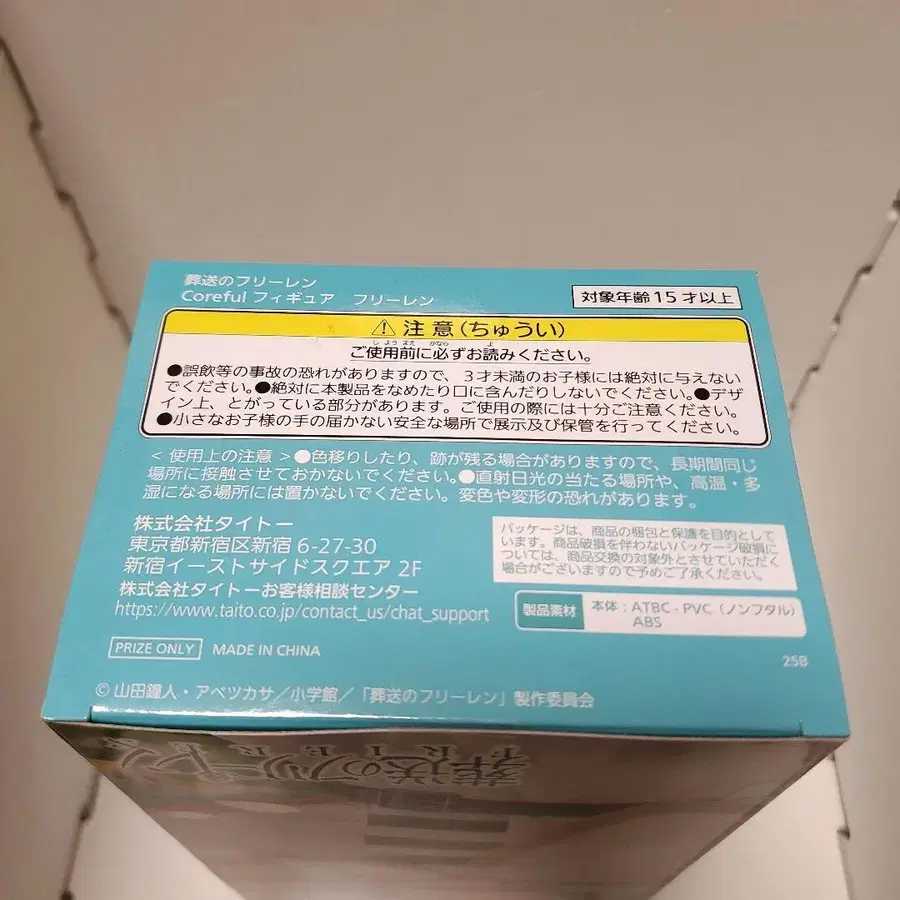 葬送のフリーレン
Coreful フィギュア　フリーレン
対象年齢 15 才以上
⚠ 注意(ちゅうい)
しようまえ かなら よ
ご使用前に必ずお読みください。
●誤飲等の事故の恐れがありますので、3才未満のお子様には絶対に与えない
でください。●絶対に本製品をなめたり口に含んだりしないでください。●デザ
イン上、とがっている部分があります。ご使用の際には十分ご注意ください。
●小さなお子様の手の届かない安全な場所で展示及び保管を行ってください。
< 使用上の注意 >●色移りしたり、跡が残る場合がありますので、長期間同じ
場所に接触させておかないでください。●直射日光の当たる場所や、高温・多
湿になる場所には置かないでください。変色や変形の恐れがあります。
株式会社タイトー
東京都新宿区新宿 6-27-30
新宿イーストサイドスクエア 2F
株式会社タイトーお客様相談センター
https://www.taito.co.jp/contact_us/chat_support
パッケージは、商品の梱包と保護を目的として
います。商品破損を伴わないパッケージ破損に
ついては、商品交換の対象外とさせていただく
場合がございますので予めご了承ください。
製品素材
本体：ATBC - PVC（ノンフタル）
ABS
PRIZE ONLY
MADE IN CHINA
25B
© 山田鐘人・アベツカサ／小学館／「葬送のフリーレン」製作委員会
葬送のフリーレン